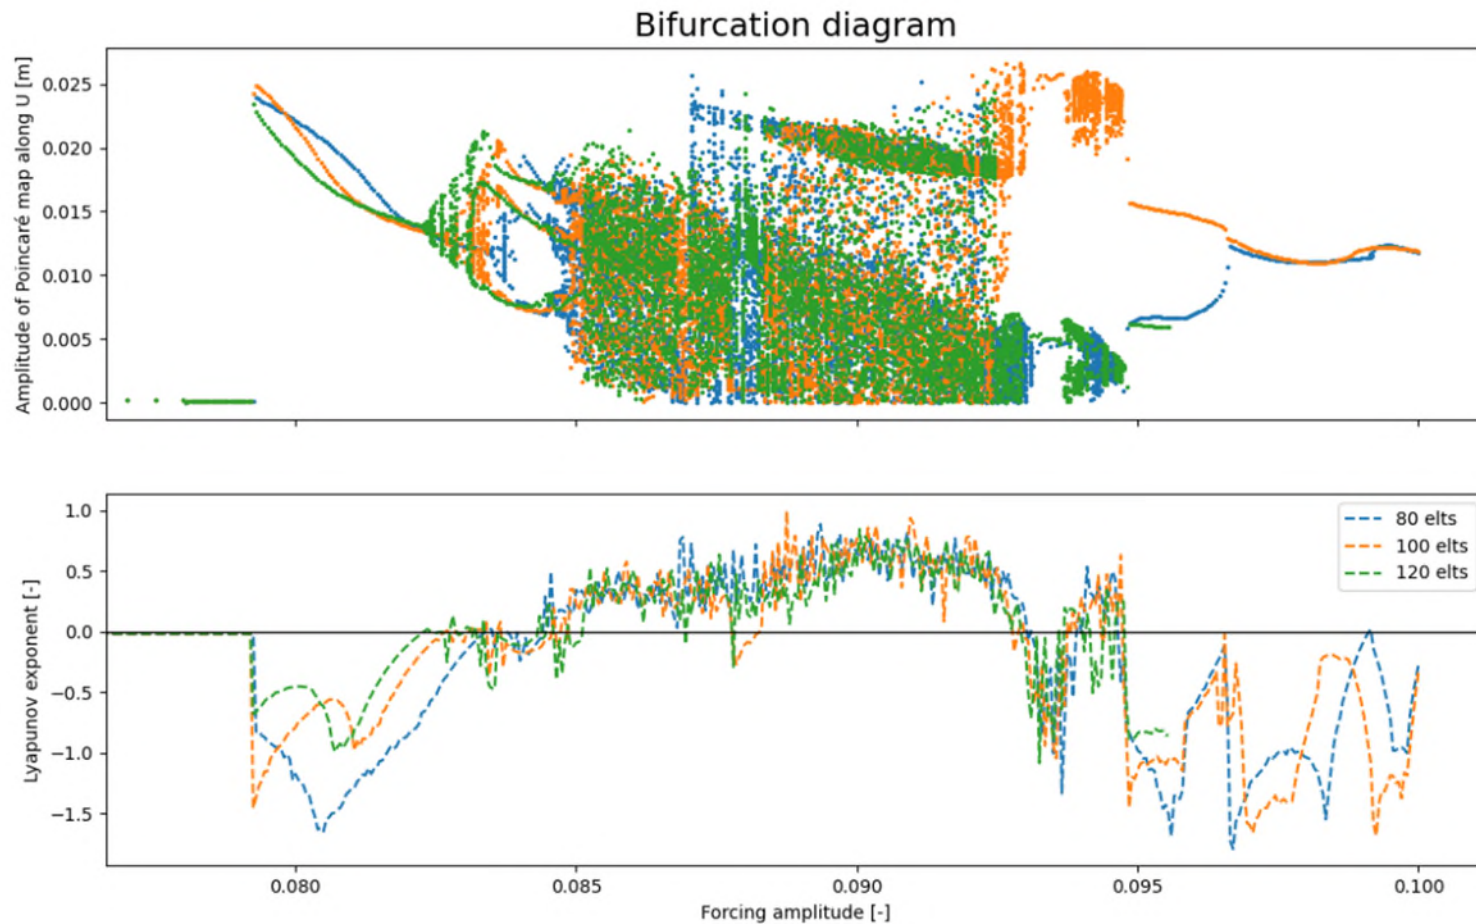 Bifurcation diagram
Amplitude of Poincaré map along U [m]
0.025
0.020
0.015
0.010
0.005
0.000
Lyapunov exponent [-]
1.0
0.5
0.0
−0.5
−1.0
−1.5
80 elts
100 elts
120 elts
0.080 0.085 0.090 0.095 0.100
Forcing amplitude [-]